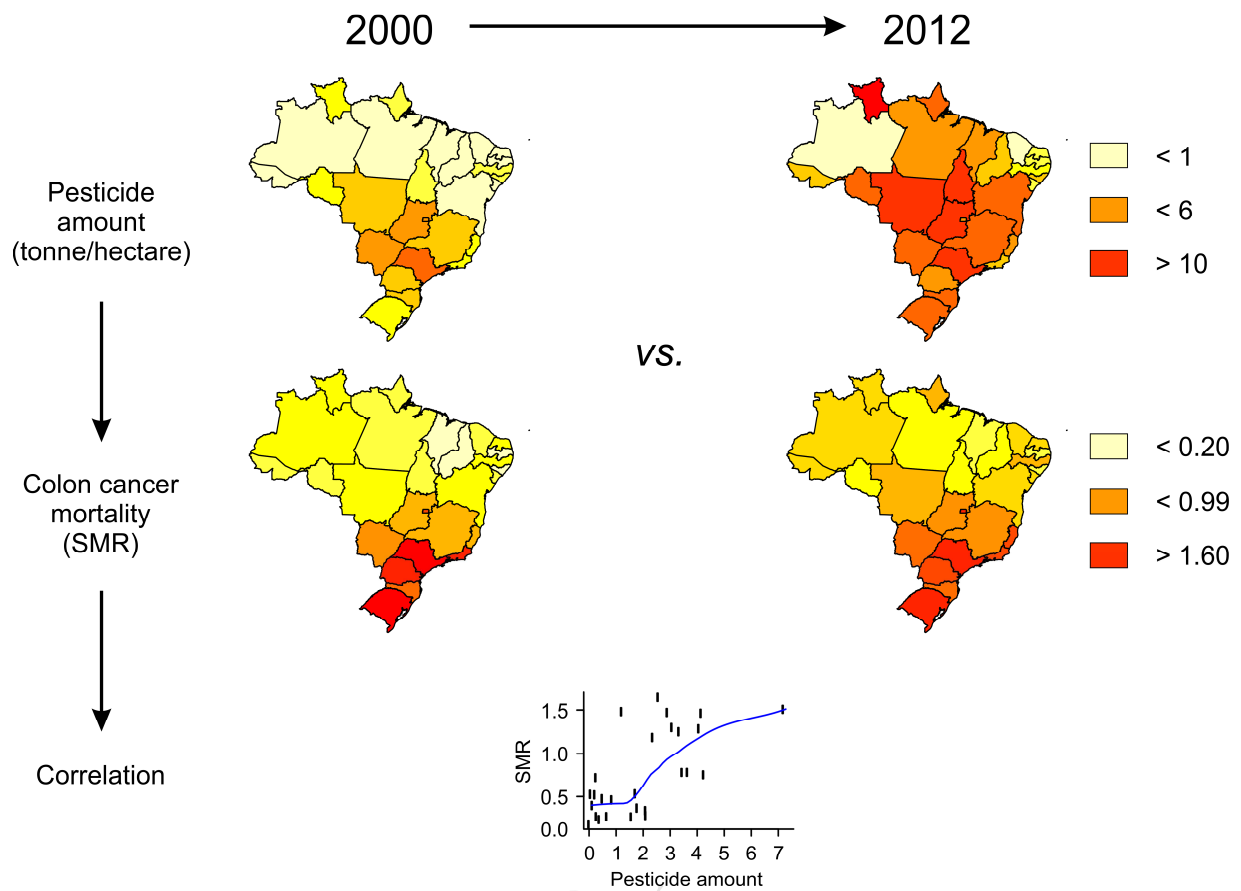 2000
2012
Pesticide
amount
(tonne/hectare)
< 1
< 6
> 10
vs.
Colon cancer
mortality
(SMR)
< 0.20
< 0.99
> 1.60
Correlation
SMR
1.5
1.0
0.5
0.0
0 1 2 3 4 5 6 7
Pesticide amount